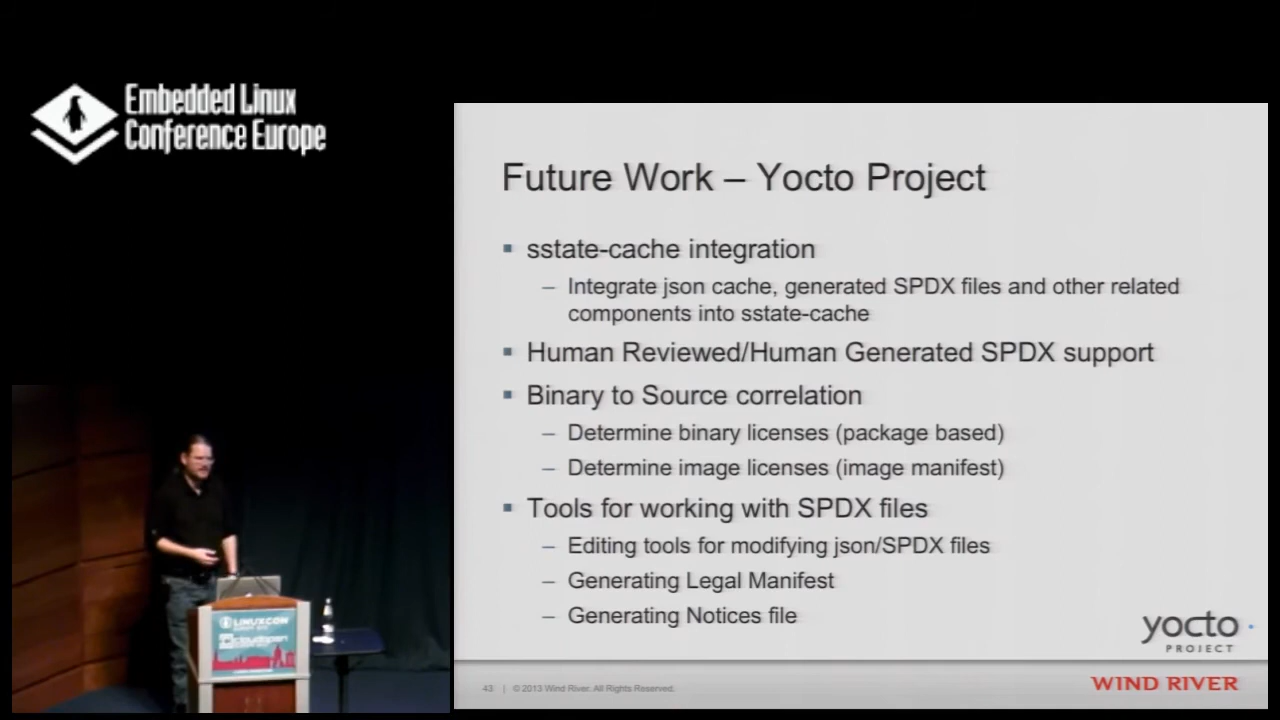 Embedded Linux
Conference Europe
Future Work – Yocto Project
▪ sstate-cache integration
– Integrate json cache, generated SPDX files and other related
components into sstate-cache
▪ Human Reviewed/Human Generated SPDX support
▪ Binary to Source correlation
– Determine binary licenses (package based)
– Determine image licenses (image manifest)
▪ Tools for working with SPDX files
– Editing tools for modifying json/SPDX files
– Generating Legal Manifest
– Generating Notices file
yocto
PROJECT
43 | © 2013 Wind River. All Rights Reserved.
WIND RIVER
LINUXCON
cloudopen